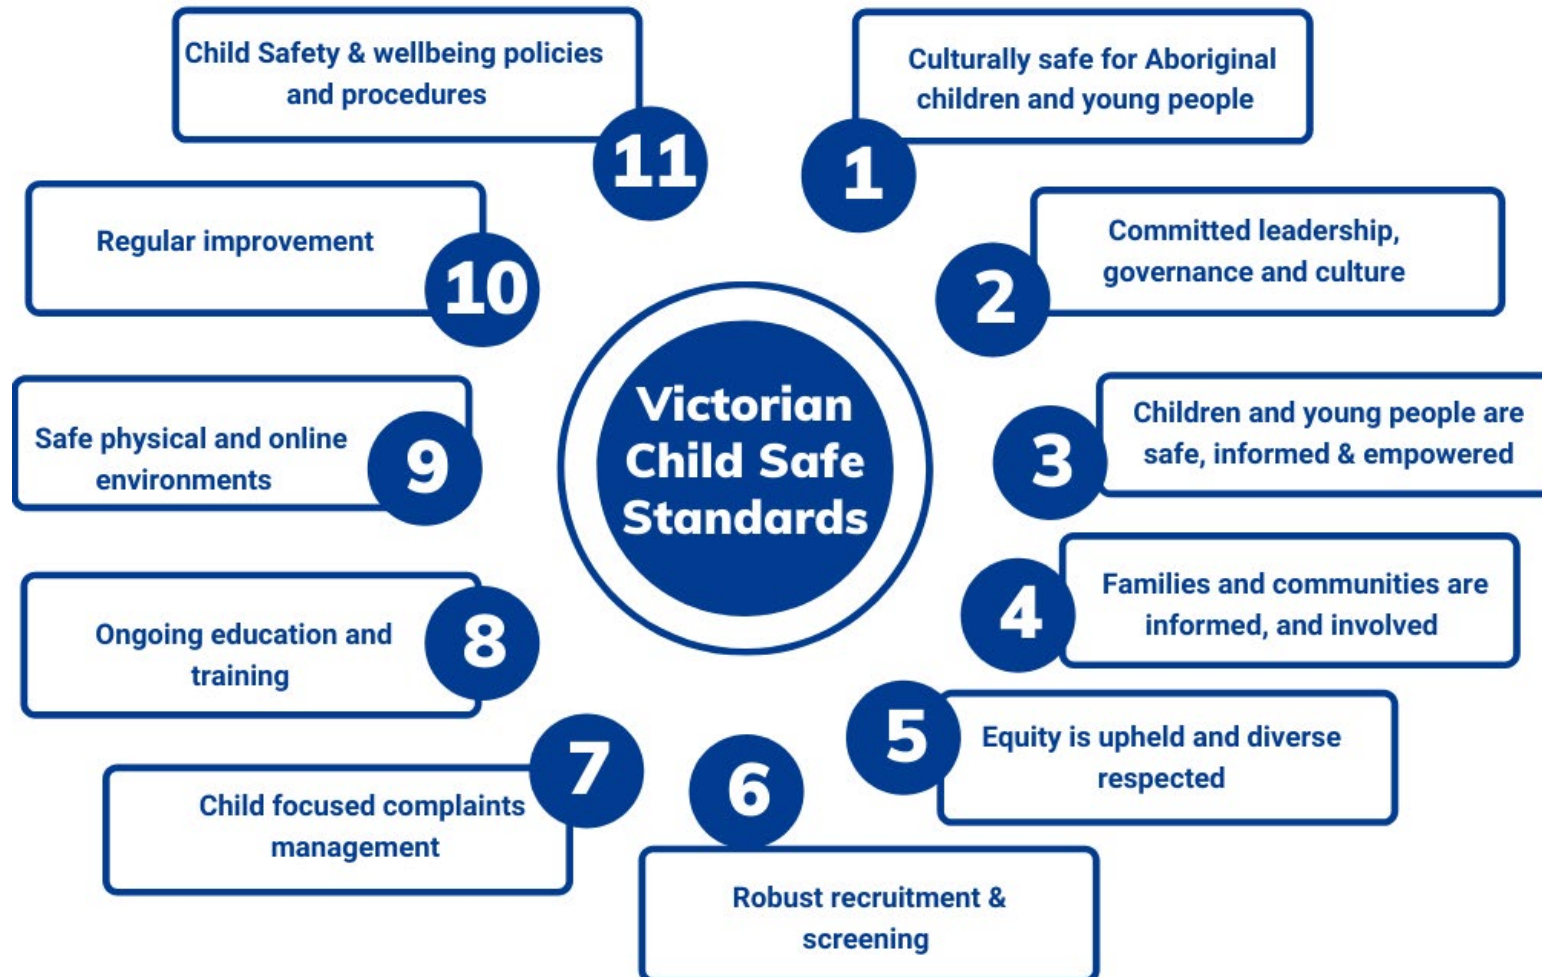 Victorian
Child Safe
Standards
1
Culturally safe for Aboriginal
children and young people
2
Committed leadership,
governance and culture
3
Children and young people are
safe, informed & empowered
4
Families and communities are
informed, and involved
5
Equity is upheld and diverse
respected
6
Robust recruitment &
screening
7
Child focused complaints
management
8
Ongoing education and
training
9
Safe physical and online
environments
10
Regular improvement
11
Child Safety & wellbeing policies
and procedures